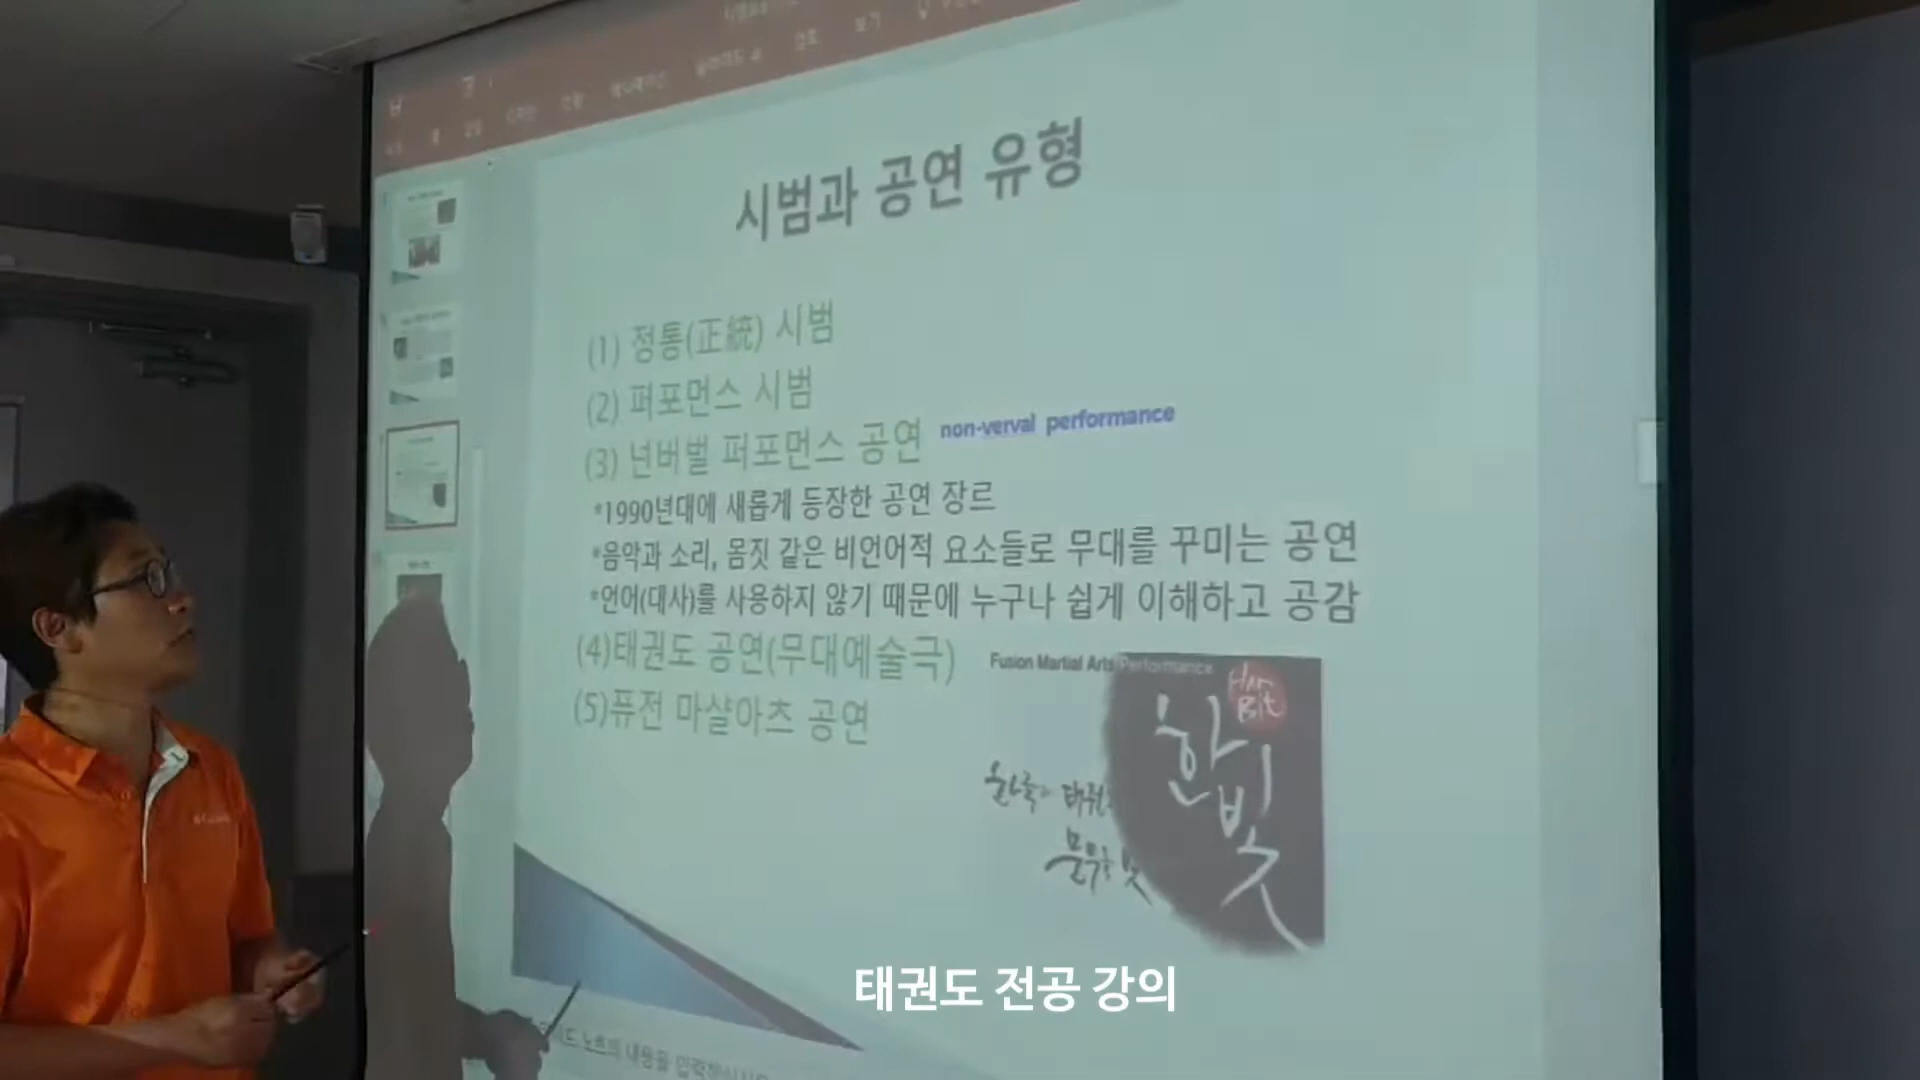 시범과 공연 유형
(1) 정통(正統) 시범
(2) 퍼포먼스 시범
(3) 넌버벌 퍼포먼스 공연 non-verval performance
*1990년대에 새롭게 등장한 공연 장르
*음악과 소리, 몸짓 같은 비언어적 요소들로 무대를 꾸미는 공연
*언어(대사)를 사용하지 않기 때문에 누구나 쉽게 이해하고 공감
(4)태권도 공연(무대예술극)
(5)퓨전 마샬아츠 공연
Fusion Martial Arts Performance
Han Bit
한빛
태권도 전공 강의